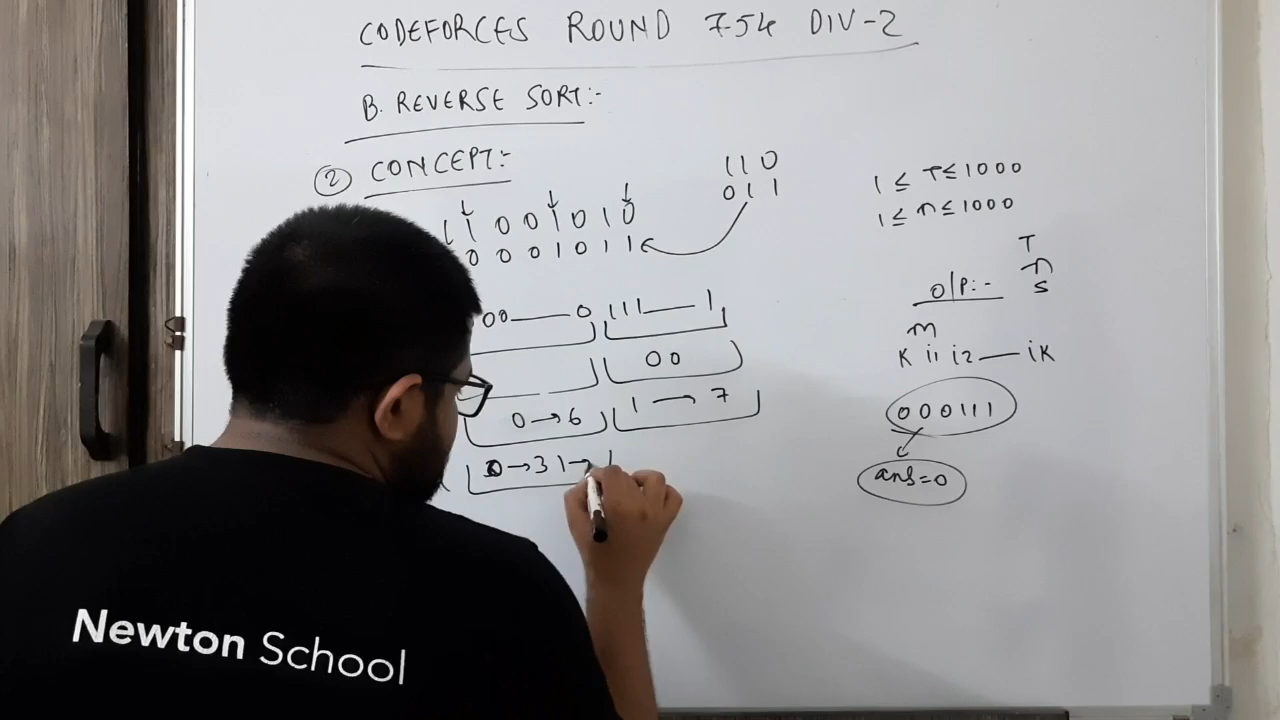 CODEFORCES ROUND 754 DIV-2
B. REVERSE SORT:-
② CONCEPT:-
1 1 0 0 1 0 1 0
0 0 0 1 0 1 1
1 1 0
0 1 1
00——0 111——1
00
0→6 1→7
0→3 1→
1 ≤ T ≤ 1000
1 ≤ n ≤ 1000
T
n
S
O/P:-
m
K i1 i2——iK
000111
ans=0
Newton School